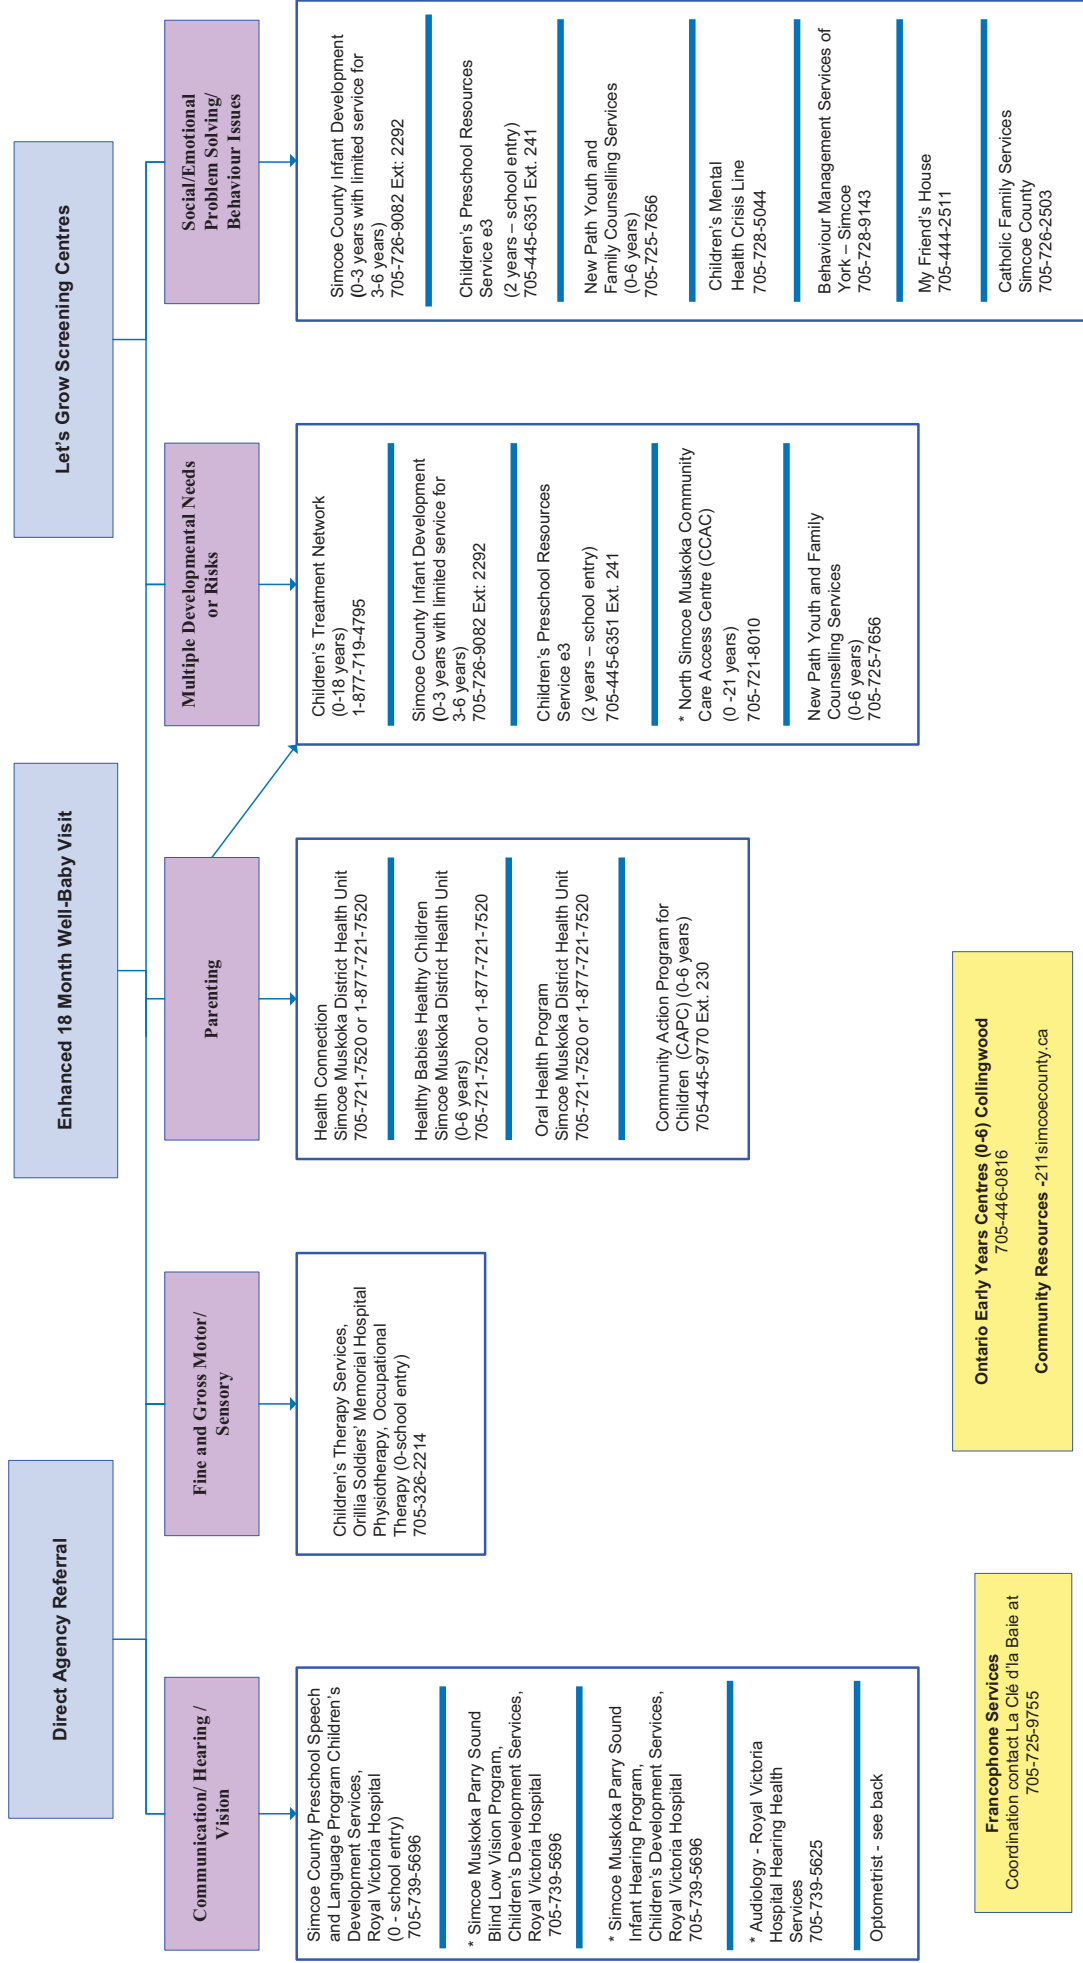 Direct Agency Referral
Enhanced 18 Month Well-Baby Visit
Let's Grow Screening Centres
Communication/ Hearing /
Vision
Simcoe County Preschool Speech
and Language Program Children's
Development Services,
Royal Victoria Hospital
(0 - school entry)
705-739-5696
* Simcoe Muskoka Parry Sound
Blind Low Vision Program,
Children's Development Services,
Royal Victoria Hospital
705-739-5696
* Simcoe Muskoka Parry Sound
Infant Hearing Program,
Children's Development Services,
Royal Victoria Hospital
705-739-5696
* Audiology - Royal Victoria
Hospital Hearing Health
Services
705-739-5625
Optometrist - see back
Fine and Gross Motor/
Sensory
Children's Therapy Services,
Orillia Soldiers' Memorial Hospital
Physiotherapy, Occupational
Therapy (0-school entry)
705-326-2214
Parenting
Health Connection
Simcoe Muskoka District Health Unit
705-721-7520 or 1-877-721-7520
Healthy Babies Healthy Children
Simcoe Muskoka District Health Unit
(0-6 years)
705-721-7520 or 1-877-721-7520
Oral Health Program
Simcoe Muskoka District Health Unit
705-721-7520 or 1-877-721-7520
Community Action Program for
Children  (CAPC) (0-6 years)
705-445-9770 Ext. 230
Multiple Developmental Needs
or Risks
Children's Treatment Network
(0-18 years)
1-877-719-4795
Simcoe County Infant Development
(0-3 years with limited service for
3-6 years)
705-726-9082 Ext: 2292
Children's Preschool Resources
Service e3
(2 years – school entry)
705-445-6351 Ext. 241
* North Simcoe Muskoka Community
Care Access Centre (CCAC)
(0 -21 years)
705-721-8010
New Path Youth and Family
Counselling Services
(0-6 years)
705-725-7656
Social/Emotional
Problem Solving/
Behaviour Issues
Simcoe County Infant Development
(0-3 years with limited service for
3-6 years)
705-726-9082 Ext: 2292
Children's Preschool Resources
Service e3
(2 years – school entry)
705-445-6351 Ext. 241
New Path Youth and
Family Counselling Services
(0-6 years)
705-725-7656
Children's Mental
Health Crisis Line
705-728-5044
Behaviour Management Services of
York – Simcoe
705-728-9143
My Friend's House
705-444-2511
Catholic Family Services
Simcoe County
705-726-2503
Francophone Services
Coordination contact La Clé d'la Baie at
705-725-9755
Ontario Early Years Centres (0-6) Collingwood
705-446-0816
Community Resources -211simcoecounty.ca